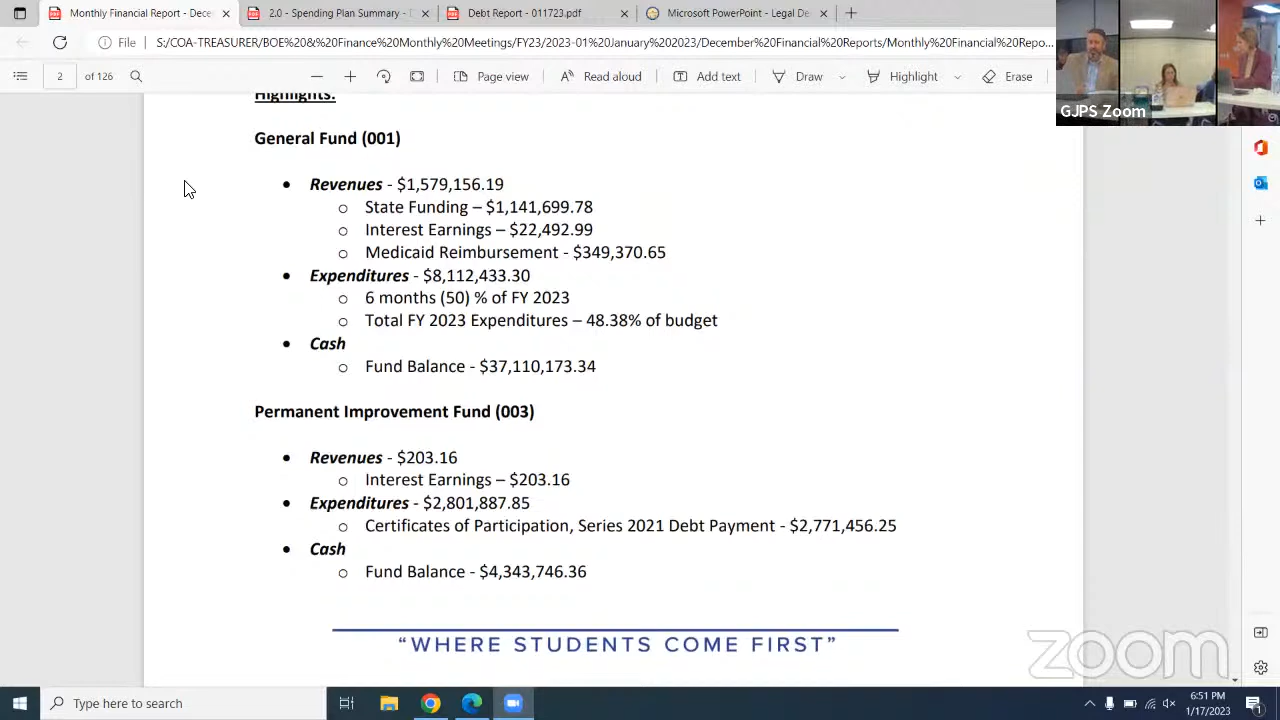 Monthly Financial Report - Dece
2.0 - Spending Plan Summary - D
Debt Report - 011723.pdf
Microsoft PowerPoint - Legal De
File
S:/COA-TREASURER/BOE%20&%20Finance%20Monthly%20Meetings/FY23/2023-01%20January%202023/December%20Financial%20Reports/Monthly%20Financial%20Repo...
2 of 126
Page view
Read aloud
Add text
Draw
Highlight
Erase
GJPS Zoom
Highlights:
General Fund (001)
• Revenues - $1,579,156.19
○ State Funding – $1,141,699.78
○ Interest Earnings – $22,492.99
○ Medicaid Reimbursement - $349,370.65
• Expenditures - $8,112,433.30
○ 6 months (50) % of FY 2023
○ Total FY 2023 Expenditures – 48.38% of budget
• Cash
○ Fund Balance - $37,110,173.34
Permanent Improvement Fund (003)
• Revenues - $203.16
○ Interest Earnings – $203.16
• Expenditures - $2,801,887.85
○ Certificates of Participation, Series 2021 Debt Payment - $2,771,456.25
• Cash
○ Fund Balance - $4,343,746.36
“WHERE STUDENTS COME FIRST”
zoom
Type here to search
6:51 PM
1/17/2023